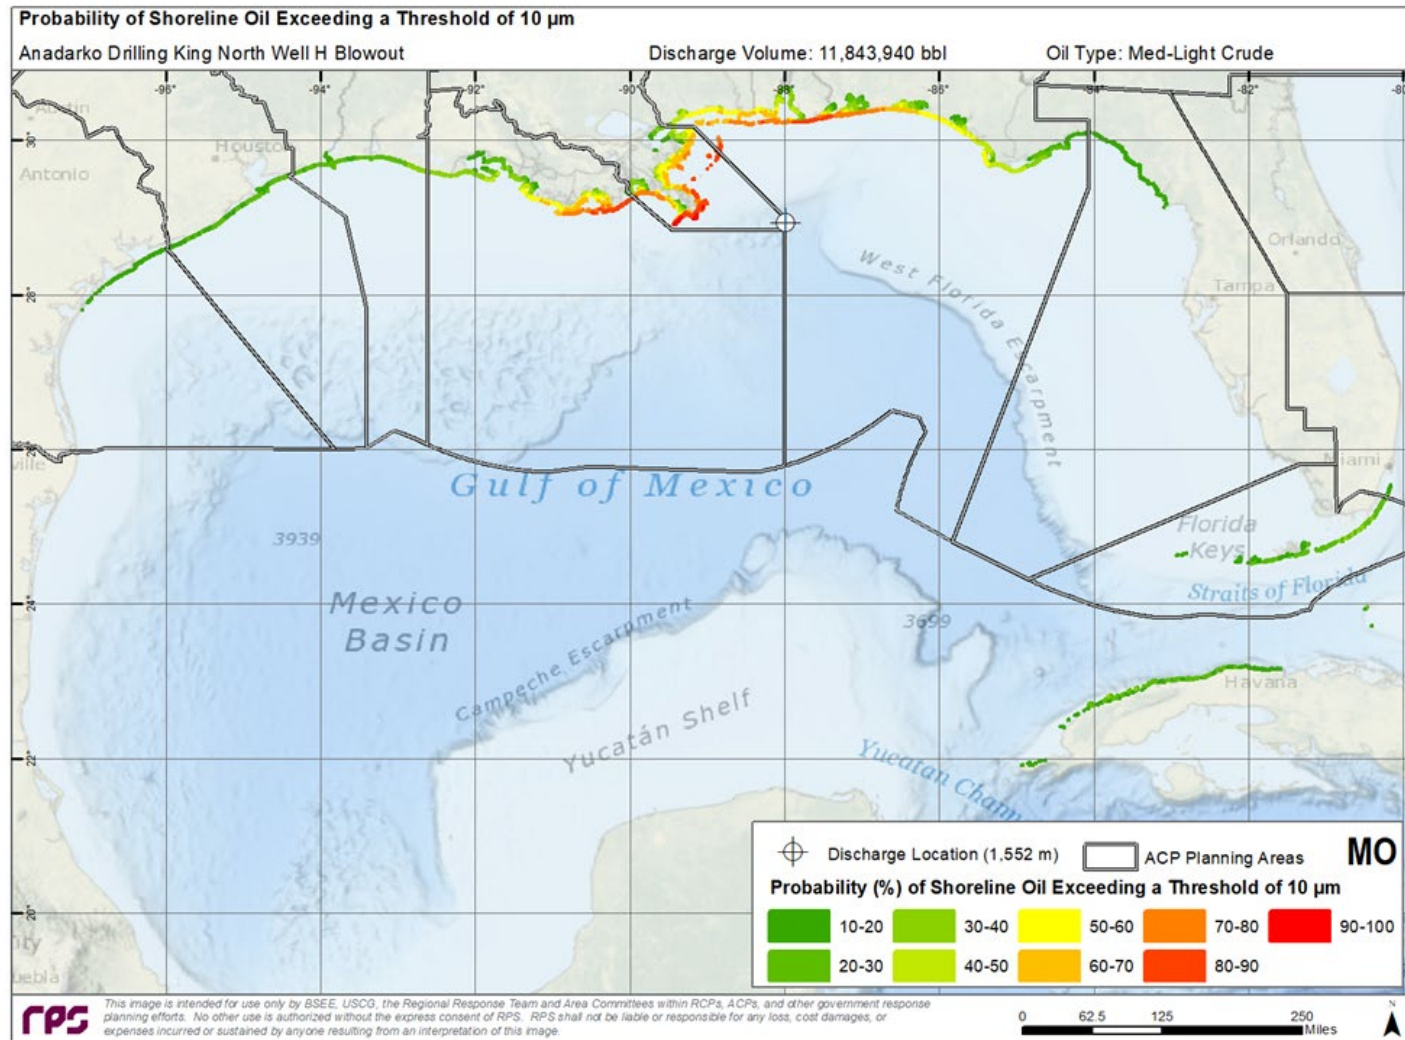 Probability of Shoreline Oil Exceeding a Threshold of 10 µm
Anadarko Drilling King North Well H Blowout Discharge Volume: 11,843,940 bbl Oil Type: Med-Light Crude
-96° -94° -92° -90° -88° -85° -84° -82° -80
Austin
30°
Houston
Antonio
Orlando
West Florida Escarpment
28°
Tampa
26°
ville
Miami
Gulf of Mexico
3939
Florida
Keys
Straits of Florida
24°
Mexico
Basin
3699
Campeche Escarpment
Havana
Yucatán Shelf
22°
Yucatan Chann
20°
ity
uebla
Discharge Location (1,552 m) ACP Planning Areas MO
Probability (%) of Shoreline Oil Exceeding a Threshold of 10 µm
10-20 30-40 50-60 70-80 90-100
20-30 40-50 60-70 80-90
rps
This image is intended for use only by BSEE, USCG, the Regional Response Team and Area Committees within RCPs, ACPs, and other government response
planning efforts. No other use is authorized without the express consent of RPS. RPS shall not be liable or responsible for any loss, cost damages, or
expenses incurred or sustained by anyone resulting from an interpretation of this image.
0 62.5 125 250
Miles
N